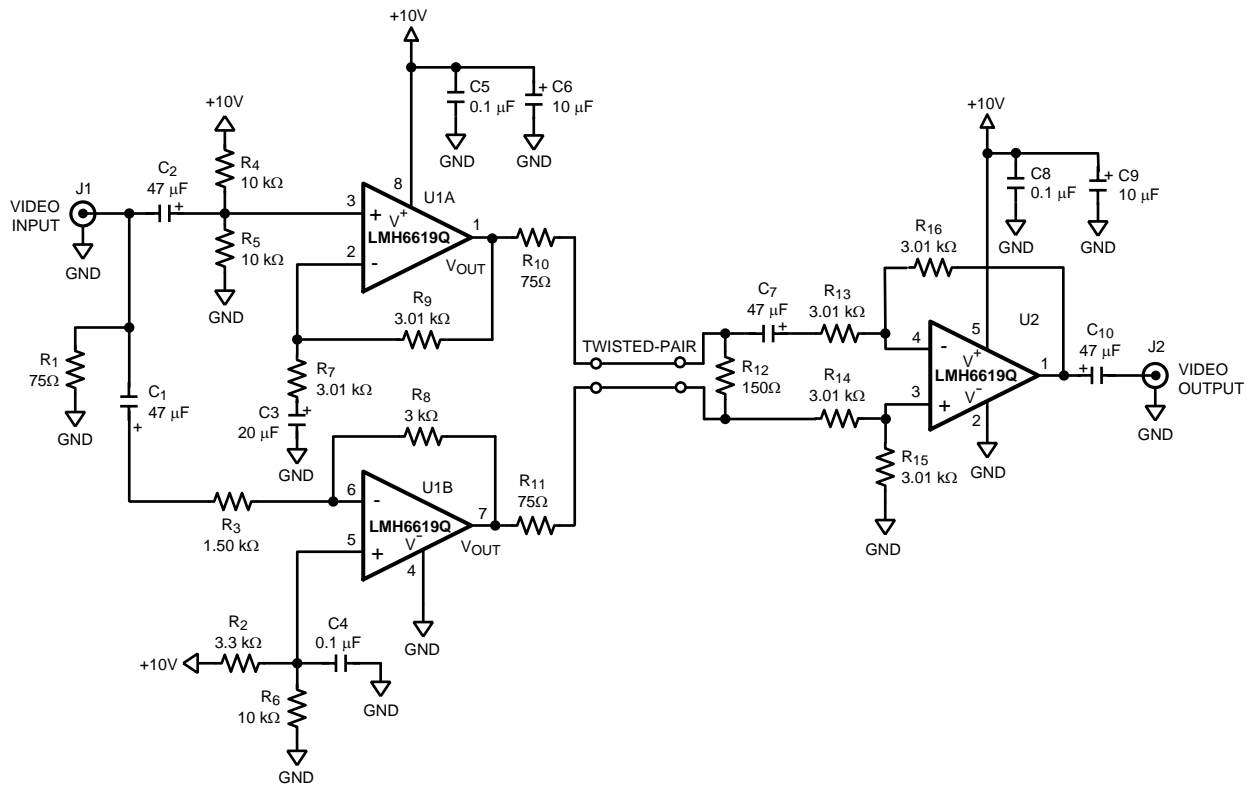 +10V
C5
0.1 μF
+
C6
10 μF
GND
GND
+10V
R4
10 kΩ
C2
47 μF
+
J1
VIDEO
INPUT
GND
R5
10 kΩ
GND
8
U1A
3
+
V+
1
LMH6619Q
2
-
VOUT
R10
75Ω
R9
3.01 kΩ
R7
3.01 kΩ
C3
+
20 μF
GND
R1
75Ω
GND
C1
47 μF
+
R8
3 kΩ
R3
1.50 kΩ
6
-
U1B
7
LMH6619Q
5
+
V-
VOUT
4
GND
R11
75Ω
R2
3.3 kΩ
+10V
C4
0.1 μF
GND
R6
10 kΩ
GND
TWISTED-PAIR
C7
47 μF
+
R13
3.01 kΩ
R12
150Ω
R14
3.01 kΩ
R15
3.01 kΩ
GND
R16
3.01 kΩ
+10V
C8
0.1 μF
+
C9
10 μF
GND
GND
5
U2
4
-
V+
1
LMH6619Q
3
+
V-
2
GND
C10
47 μF
+
J2
VIDEO
OUTPUT
GND